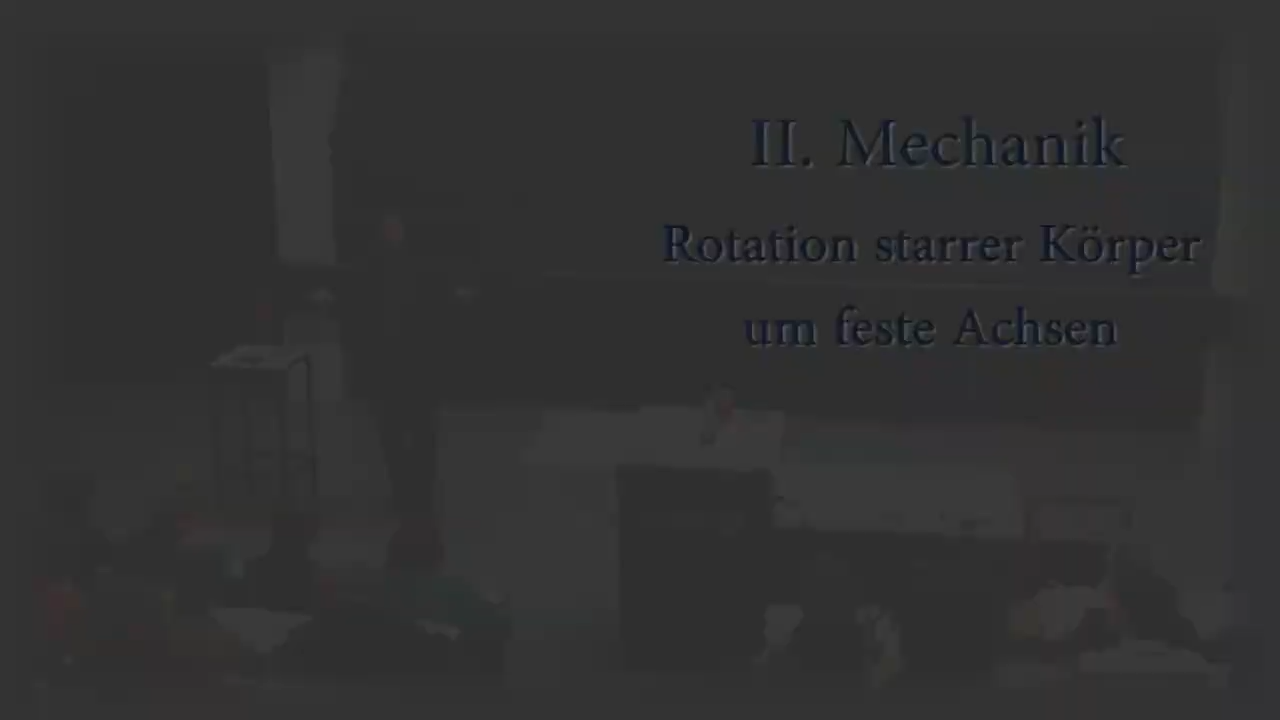 II. Mechanik
Rotation starrer Körper
um feste Achsen